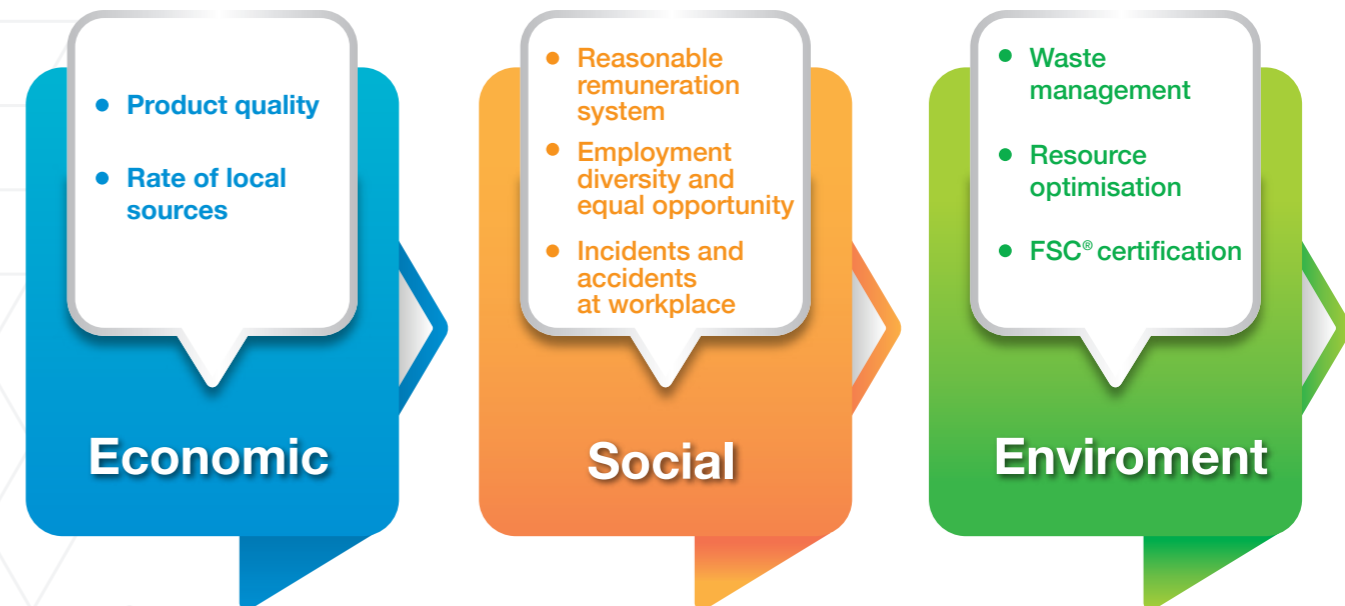 • Product quality
• Rate of local
sources
Economic
• Reasonable
remuneration
system
• Employment
diversity and
equal opportunity
• Incidents and
accidents
at workplace
Social
• Waste
management
• Resource
optimisation
• FSC® certification
Enviroment